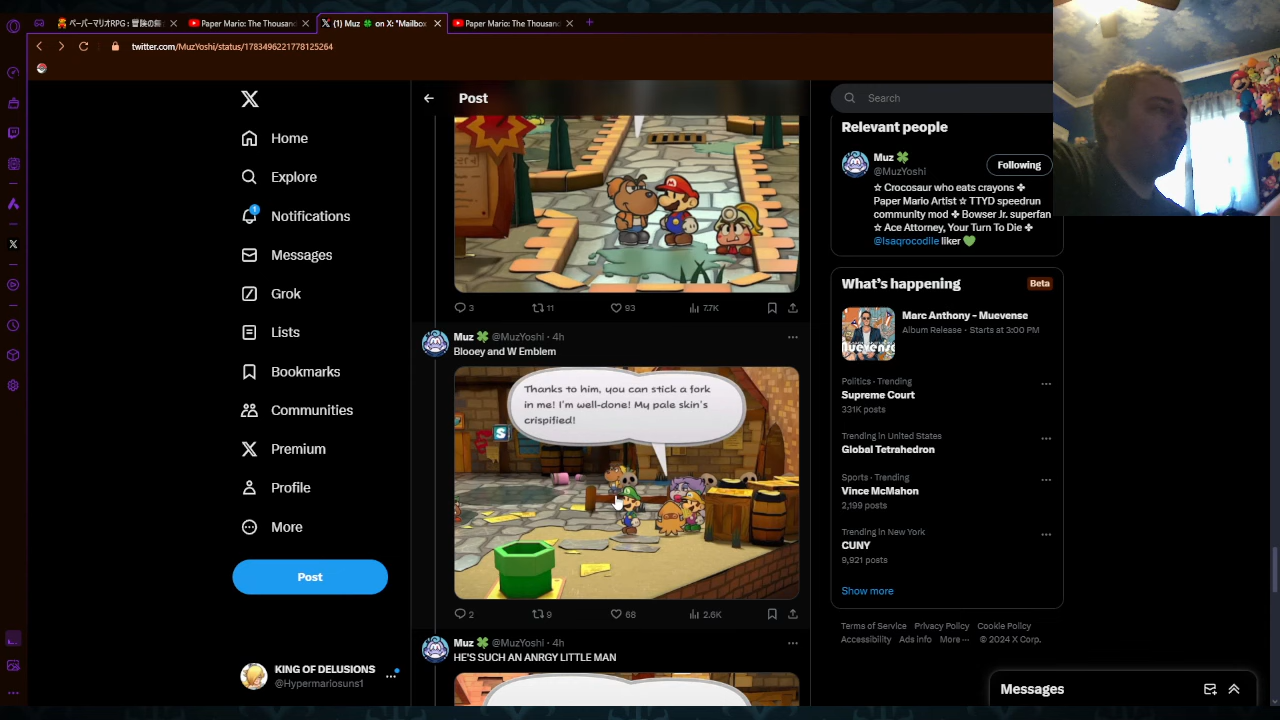 ペーパーマリオRPG : 冒険の舞
Paper Mario: The Thousand
(1) Muz 🍀 on X: "Mailbox
Paper Mario: The Thousand
twitter.com/MuzYoshi/status/1783496221778125264
Home
Explore
1
Notifications
Messages
Grok
Lists
Bookmarks
Communities
Premium
Profile
More
Post
KING OF DELUSIONS
@Hypermariosuns1
Post
3
11
93
7.7K
Muz 🍀 @MuzYoshi · 4h
Blooey and W Emblem
Thanks to him, you can stick a fork
in me! I'm well-done! My pale skin's
crispified!
S
2
9
68
2.6K
Muz 🍀 @MuzYoshi · 4h
HE'S SUCH AN ANRGY LITTLE MAN
Search
Relevant people
Muz 🍀
@MuzYoshi
Following
☆ Crocosaur who eats crayons ✤
Paper Mario Artist ☆ TTYD speedrun
community mod ✤ Bowser Jr. superfan
☆ Ace Attorney, Your Turn To Die ✤
@Isaqrocodile liker 💚
What's happening
Beta
Marc Anthony - Muevense
Album Release · Starts at 3:00 PM
Muevense
Politics · Trending
Supreme Court
331K posts
Trending in United States
Global Tetrahedron
Sports · Trending
Vince McMahon
2,199 posts
Trending in New York
CUNY
9,921 posts
Show more
Terms of Service Privacy Policy Cookie Policy
Accessibility Ads info More ··· © 2024 X Corp.
Messages